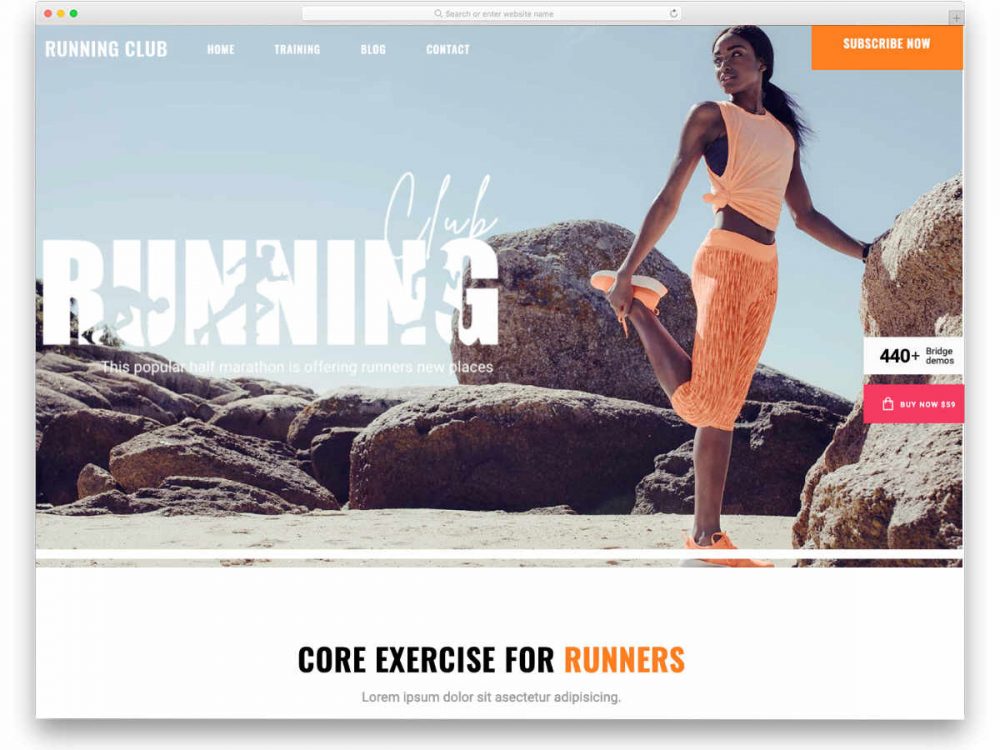 Search or enter website name
RUNNING CLUB HOME TRAINING BLOG CONTACT SUBSCRIBE NOW
Club
RUNNING
This popular half marathon is offering runners new places
440+ Bridge
demos
BUY NOW $59
CORE EXERCISE FOR RUNNERS
Lorem ipsum dolor sit asectetur adipisicing.